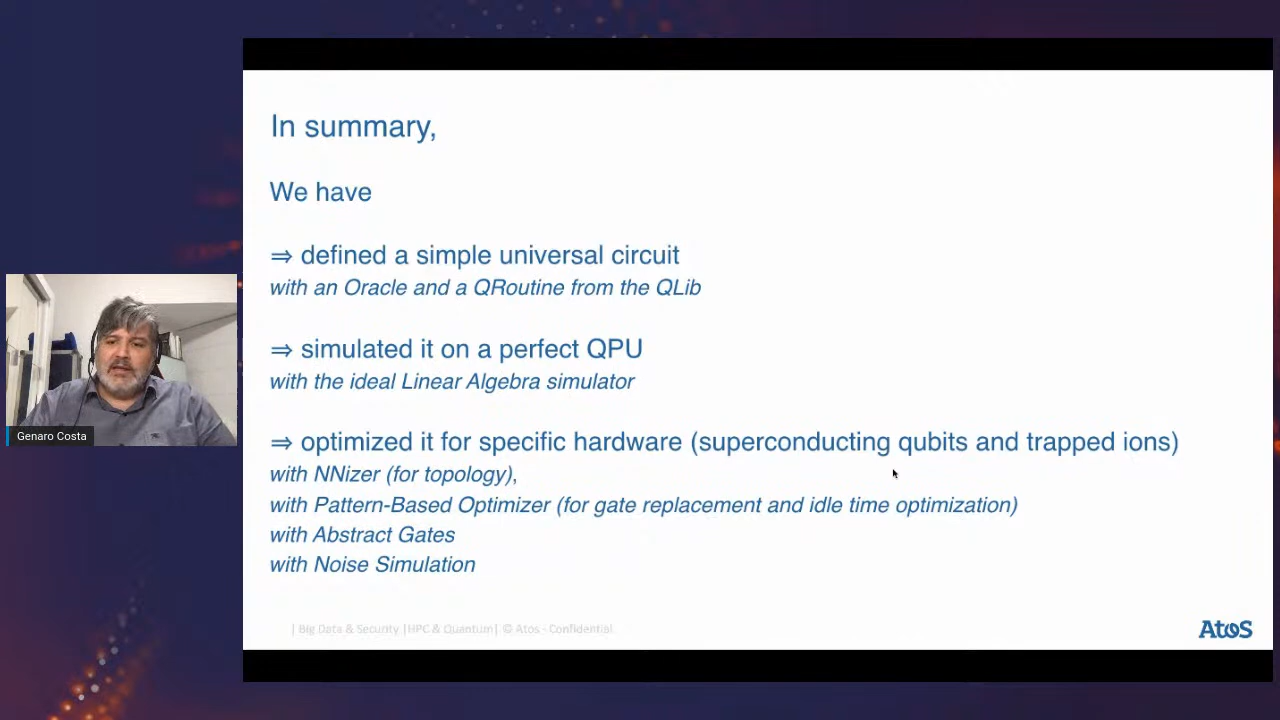 In summary,
We have
⇒ defined a simple universal circuit
with an Oracle and a QRoutine from the QLib
⇒ simulated it on a perfect QPU
with the ideal Linear Algebra simulator
⇒ optimized it for specific hardware (superconducting qubits and trapped ions)
with NNizer (for topology),
with Pattern-Based Optimizer (for gate replacement and idle time optimization)
with Abstract Gates
with Noise Simulation
| Big Data & Security |HPC & Quantum| © Atos - Confidential
Atos
Genaro Costa